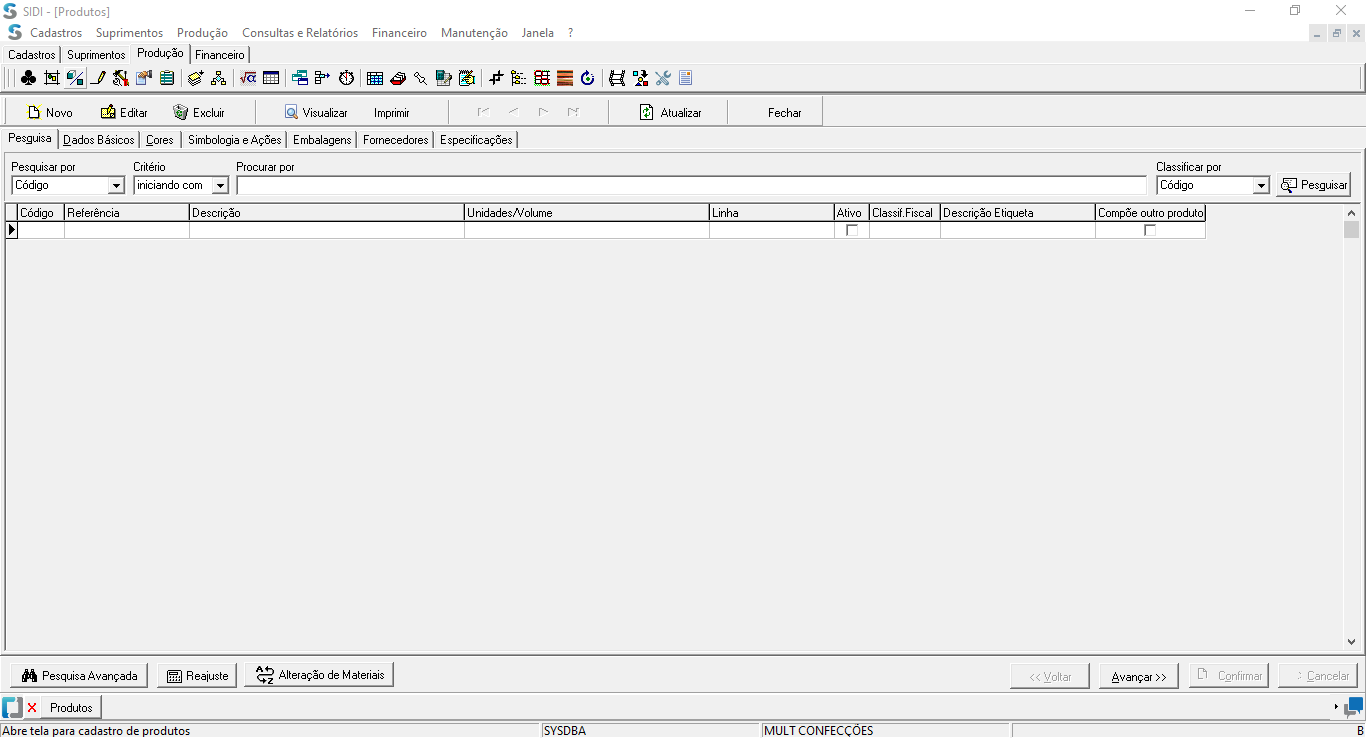 SIDI - [Produtos]
Cadastros Suprimentos Produção Consultas e Relatórios Financeiro Manutenção Janela ?
Cadastros Suprimentos Produção Financeiro
Novo Editar Excluir Visualizar Imprimir Atualizar Fechar
Pesquisa Dados Básicos Cores Simbologia e Ações Embalagens Fornecedores Especificações
Pesquisar por Critério Procurar por Classificar por
Código iniciando com Código Pesquisar
Código Referência Descrição Unidades/Volume Linha Ativo Classif.Fiscal Descrição Etiqueta Compõe outro produto
Pesquisa Avançada Reajuste Alteração de Materiais << Voltar Avançar >> Confirmar Cancelar
Produtos
Abre tela para cadastro de produtos SYSDBA MULT CONFECÇÕES B